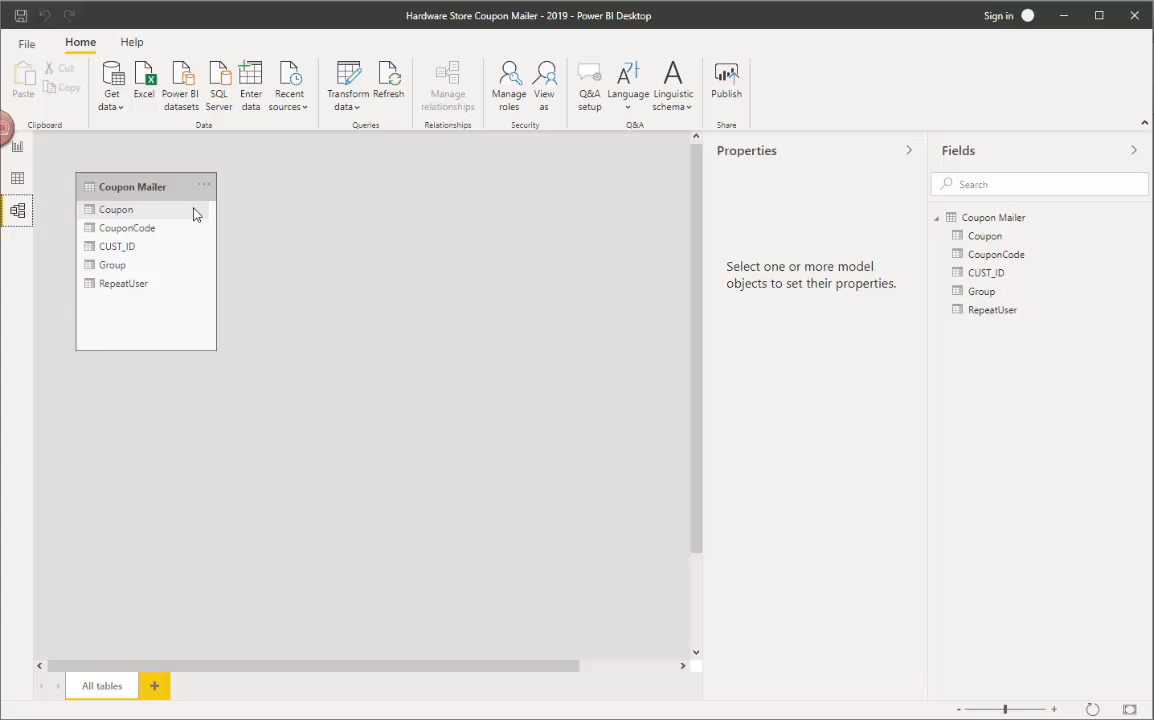 Hardware Store Coupon Mailer - 2019 - Power BI Desktop
Sign in
File
Home
Help
Paste
Cut
Copy
Get data
Excel
Power BI datasets
SQL Server
Enter data
Recent sources
Transform data
Refresh
Manage relationships
Manage roles
View as
Q&A setup
Language
Linguistic schema
Publish
Clipboard
Data
Queries
Relationships
Security
Q&A
Share
Coupon Mailer
...
Coupon
CouponCode
CUST_ID
Group
RepeatUser
Properties
Select one or more model
objects to set their properties.
Fields
Search
Coupon Mailer
Coupon
CouponCode
CUST_ID
Group
RepeatUser
All tables
+
- +